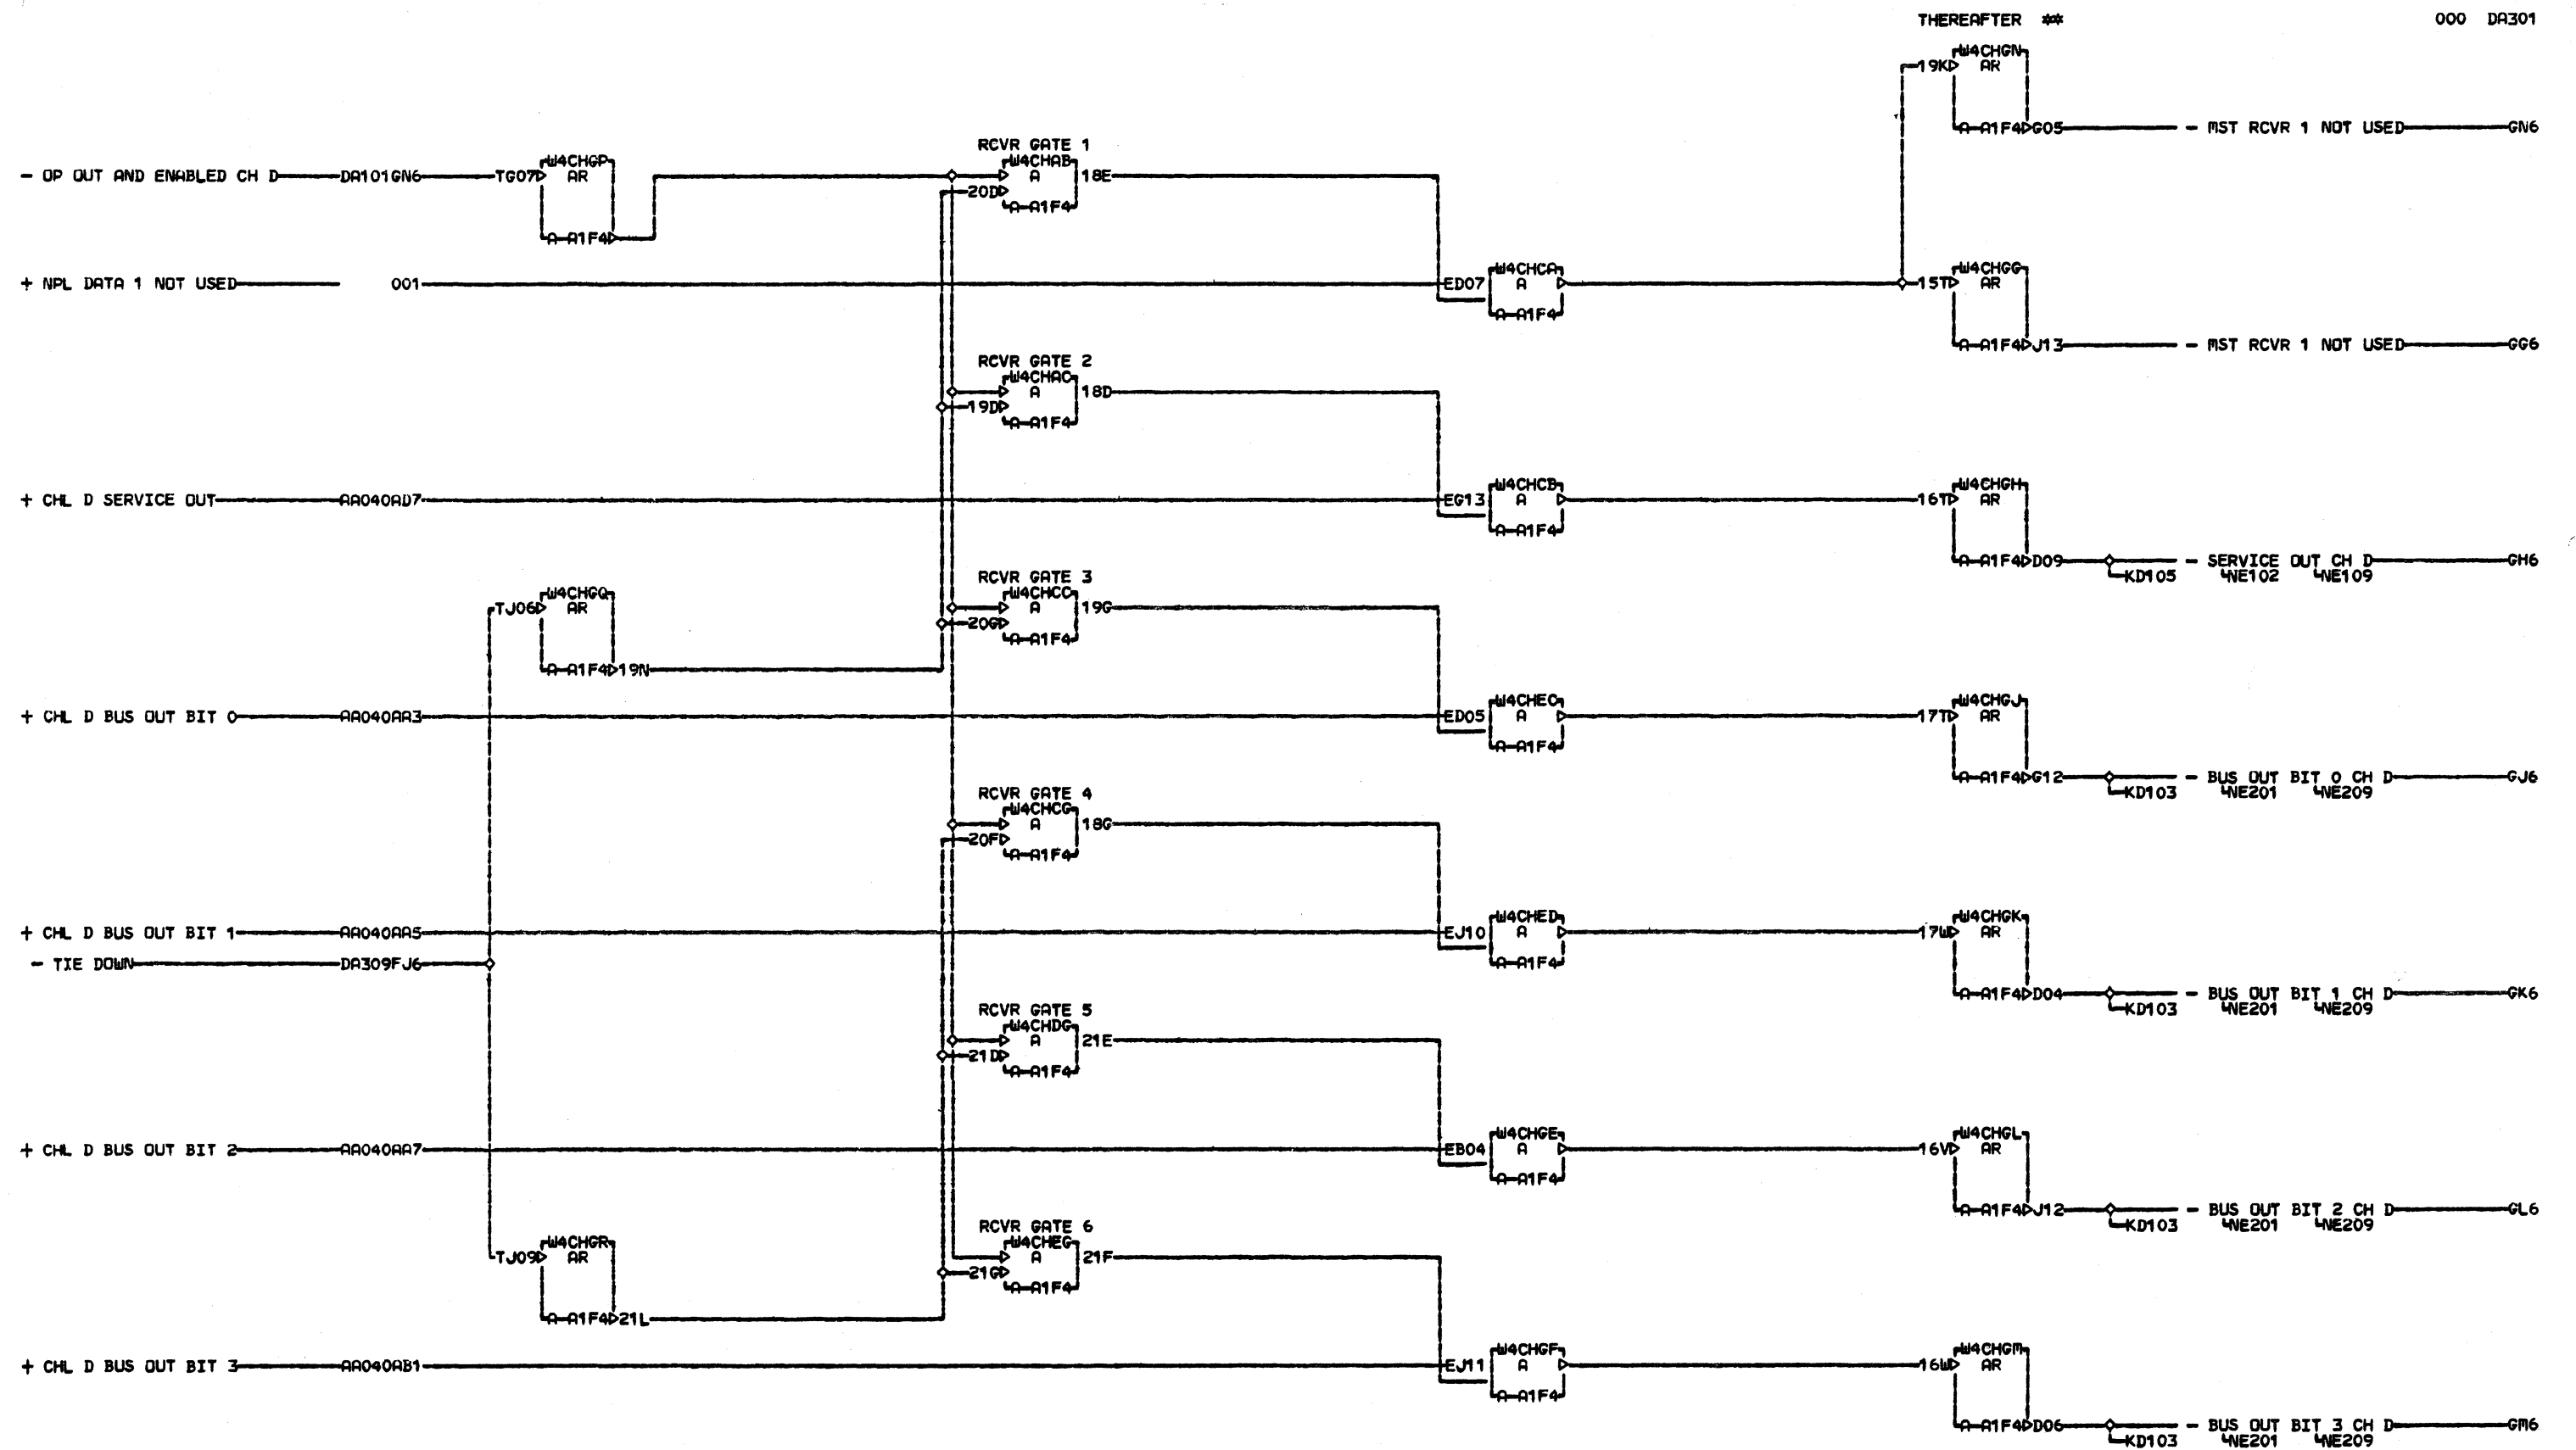 THEREAFTER ** 000 DA301
W4CHGN
19K AR
A-A1F4 G05 - MST RCVR 1 NOT USED GN6
RCVR GATE 1
W4CHGP W4CHAB
- OP OUT AND ENABLED CH D DA101GN6 TG07 AR A 18E
20D
A-A1F4
A-A1F4
W4CHCA W4CHGG
+ NPL DATA 1 NOT USED 001 ED07 A 15T AR
A-A1F4
A-A1F4 J13 - MST RCVR 1 NOT USED GG6
RCVR GATE 2
W4CHAC
A 18D
19D
A-A1F4
W4CHCB W4CHGH
+ CHL D SERVICE OUT AA040AD7 EG13 A 16T AR
A-A1F4
A-A1F4 D09 - SERVICE OUT CH D GH6
KD105 NE102 NE109
RCVR GATE 3
W4CHGQ W4CHCC
TJ06 AR A 19G
20G
A-A1F4
A-A1F4 19N
W4CHEC W4CHGJ
+ CHL D BUS OUT BIT 0 AA040AA3 ED05 A 17T AR
A-A1F4
A-A1F4 G12 - BUS OUT BIT 0 CH D GJ6
KD103 NE201 NE209
RCVR GATE 4
W4CHCG
A 18G
20F
A-A1F4
W4CHED W4CHGK
+ CHL D BUS OUT BIT 1 AA040AA5 EJ10 A 17W AR
- TIE DOWN DA309FJ6 A-A1F4
A-A1F4 D04 - BUS OUT BIT 1 CH D GK6
KD103 NE201 NE209
RCVR GATE 5
W4CHDG
A 21E
21D
A-A1F4
W4CHGE W4CHGL
+ CHL D BUS OUT BIT 2 AA040AA7 EB04 A 16V AR
A-A1F4
A-A1F4 J12 - BUS OUT BIT 2 CH D GL6
KD103 NE201 NE209
RCVR GATE 6
W4CHGR W4CHEG
TJ09 AR A 21F
21G
A-A1F4
A-A1F4 21L
W4CHGF W4CHGM
+ CHL D BUS OUT BIT 3 AA040AB1 EJ11 A 16W AR
A-A1F4
A-A1F4 D06 - BUS OUT BIT 3 CH D GM6
KD103 NE201 NE209